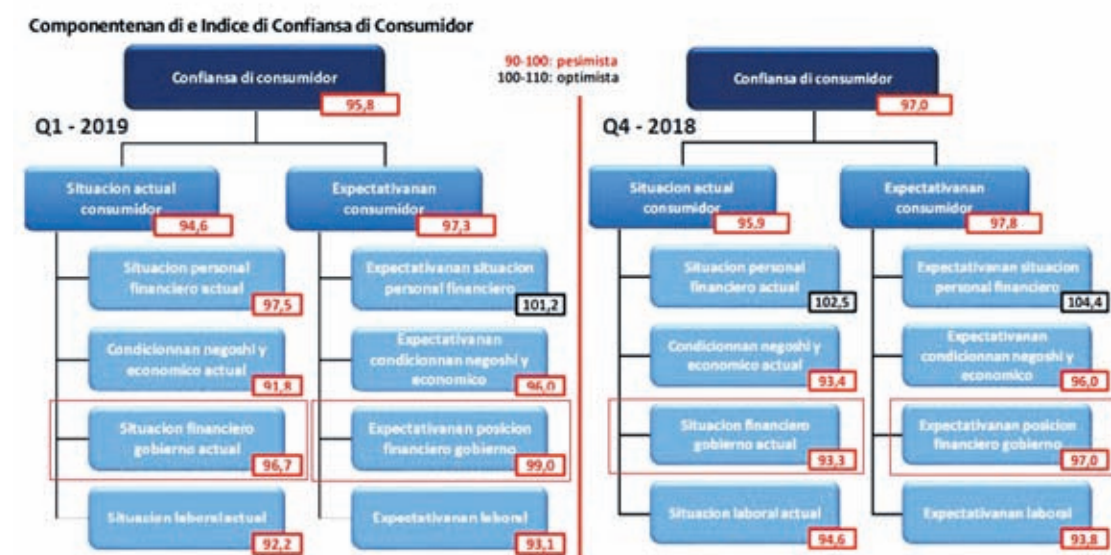 Componentenan di e Indice di Confiansa di Consumidor
90-100: pesimista
100-110: optimista
Confiansa di consumidor
95,8
Q1 - 2019
Situacion actual
consumidor
94,6
Expectativanan
consumidor
97,3
Situacion personal
financiero actual
97,5
Expectativanan situacion
personal financiero
101,2
Condicionnan negoshi y
economico actual
91,8
Expectativanan
condicionnan negoshi y
economico
96,0
Situacion financiero
gobierno actual
96,7
Expectativanan posicion
financiero gobierno
99,0
Situacion laboral actual
92,2
Expectativanan laboral
93,1
Confiansa di consumidor
97,0
Q4 - 2018
Situacion actual
consumidor
95,9
Expectativanan
consumidor
97,8
Situacion personal
financiero actual
102,5
Expectativanan situacion
personal financiero
104,4
Condicionnan negoshi y
economico actual
93,4
Expectativanan
condicionnan negoshi y
economico
96,0
Situacion financiero
gobierno actual
93,3
Expectativanan posicion
financiero gobierno
97,0
Situacion laboral actual
94,6
Expectativanan laboral
93,8